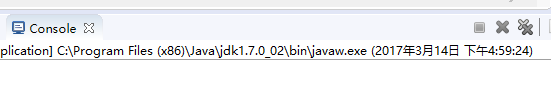 Console
plication] C:\Program Files (x86)\Java\jdk1.7.0_02\bin\javaw.exe (2017年3月14日 下午4:59:24)